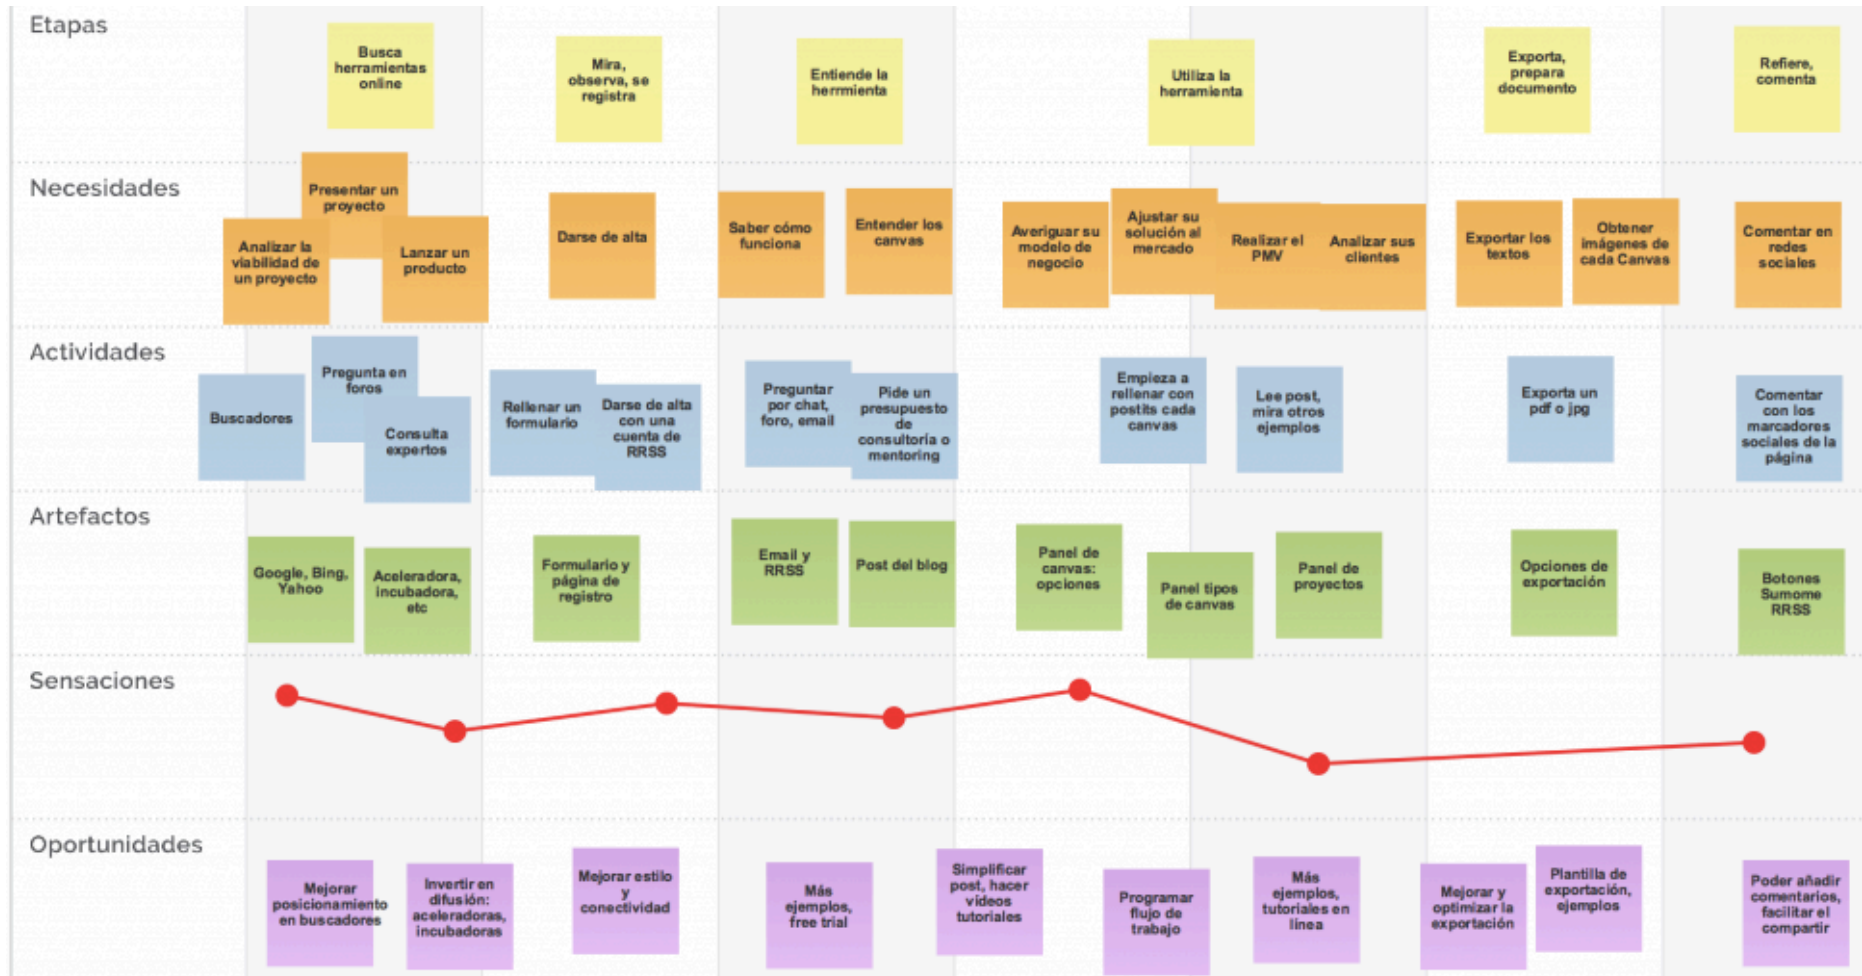 Etapas
Busca
herramientas
online
Mira,
observa, se
registra
Entiende la
herrmienta
Utiliza la
herramienta
Exporta,
prepara
documento
Refiere,
comenta
Necesidades
Presentar un
proyecto
Analizar la
viabilidad de
un proyecto
Lanzar un
producto
Darse de alta
Saber cómo
funciona
Entender los
canvas
Averiguar su
modelo de
negocio
Ajustar su
solución al
mercado
Realizar el
PMV
Analizar sus
clientes
Exportar los
textos
Obtener
imágenes de
cada Canvas
Comentar en
redes
sociales
Actividades
Buscadores
Pregunta en
foros
Consulta
expertos
Rellenar un
formulario
Darse de alta
con una
cuenta de
RRSS
Preguntar
por chat,
foro, email
Pide un
presupuesto
de
consultoría o
mentoring
Empieza a
rellenar con
postits cada
canvas
Lee post,
mira otros
ejemplos
Exporta un
pdf o jpg
Comentar
con los
marcadores
sociales de la
página
Artefactos
Google, Bing,
Yahoo
Aceleradora,
incubadora,
etc
Formulario y
página de
registro
Email y
RRSS
Post del blog
Panel de
canvas:
opciones
Panel tipos
de canvas
Panel de
proyectos
Opciones de
exportación
Botones
Sumome
RRSS
Sensaciones
Oportunidades
Mejorar
posicionamiento
en buscadores
Invertir en
difusión:
aceleradoras,
incubadoras
Mejorar estilo
y
conectividad
Más
ejemplos,
free trial
Simplificar
post, hacer
vídeos
tutoriales
Programar
flujo de
trabajo
Más
ejemplos,
tutoriales en
línea
Mejorar y
optimizar la
exportación
Plantilla de
exportación,
ejemplos
Poder añadir
comentarios,
facilitar el
compartir